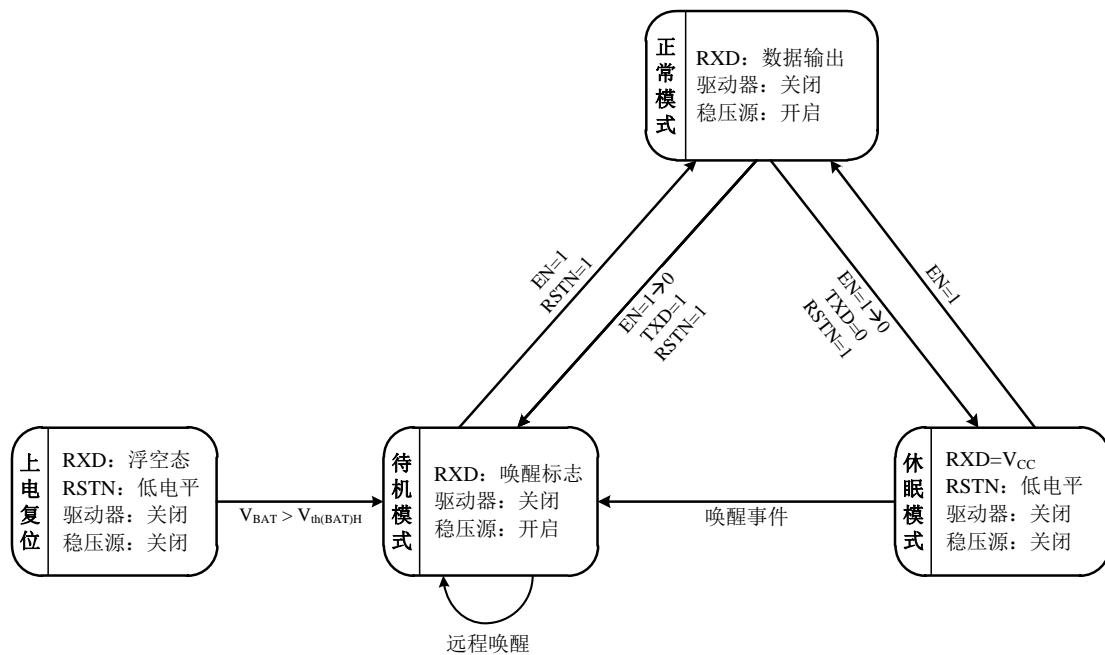 正常模式
RXD：数据输出
驱动器：关闭
稳压源：开启
EN=1
RSTN=1
EN=1→0
TXD=1
RSTN=1
EN=1→0
TXD=0
RSTN=1
EN=1
上电复位
RXD：浮空态
RSTN：低电平
驱动器：关闭
稳压源：关闭
VBAT > Vth(BAT)H
待机模式
RXD：唤醒标志
驱动器：关闭
稳压源：开启
远程唤醒
唤醒事件
休眠模式
RXD=VCC
RSTN：低电平
驱动器：关闭
稳压源：关闭